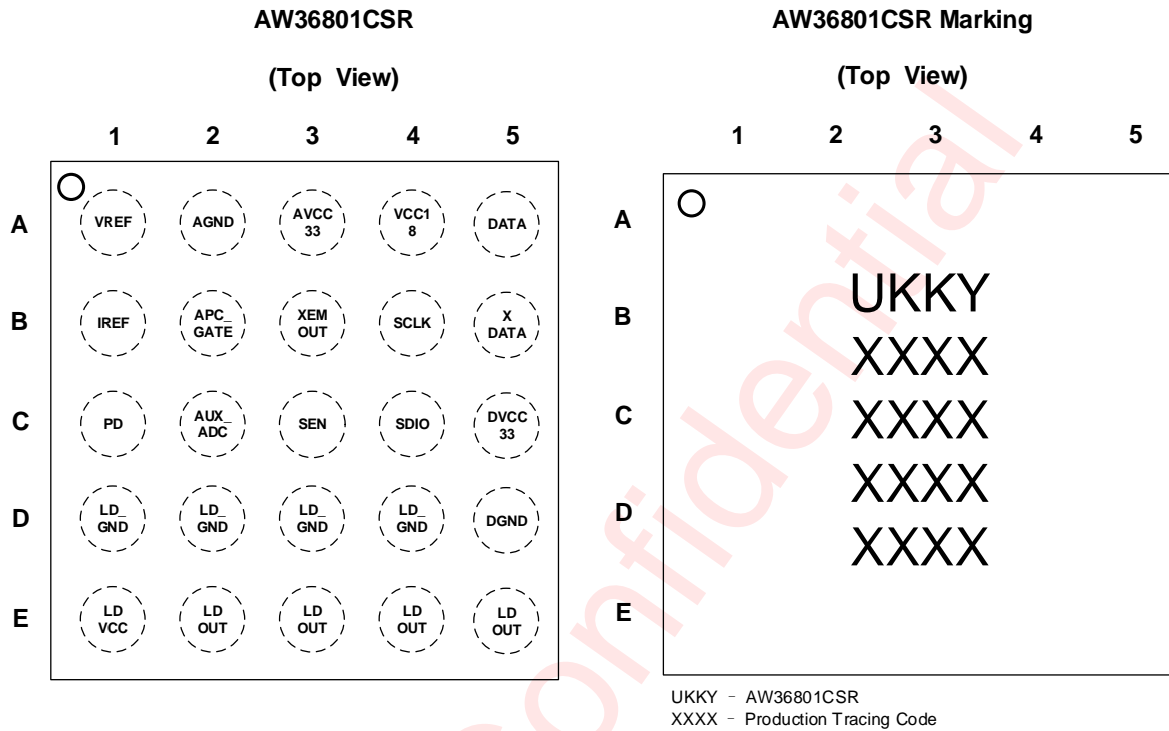 AW36801CSR
(Top View)
1 2 3 4 5
A
VREF
AGND
AVCC
33
VCC1
8
DATA
B
IREF
APC_
GATE
XEM
OUT
SCLK
X
DATA
C
PD
AUX_
ADC
SEN
SDIO
DVCC
33
D
LD_
GND
LD_
GND
LD_
GND
LD_
GND
DGND
E
LD
VCC
LD
OUT
LD
OUT
LD
OUT
LD
OUT
AW36801CSR Marking
(Top View)
1 2 3 4 5
A
B
C
D
E
UKKY
XXXX
XXXX
XXXX
XXXX
UKKY – AW36801CSR
XXXX – Production Tracing Code
Confidential